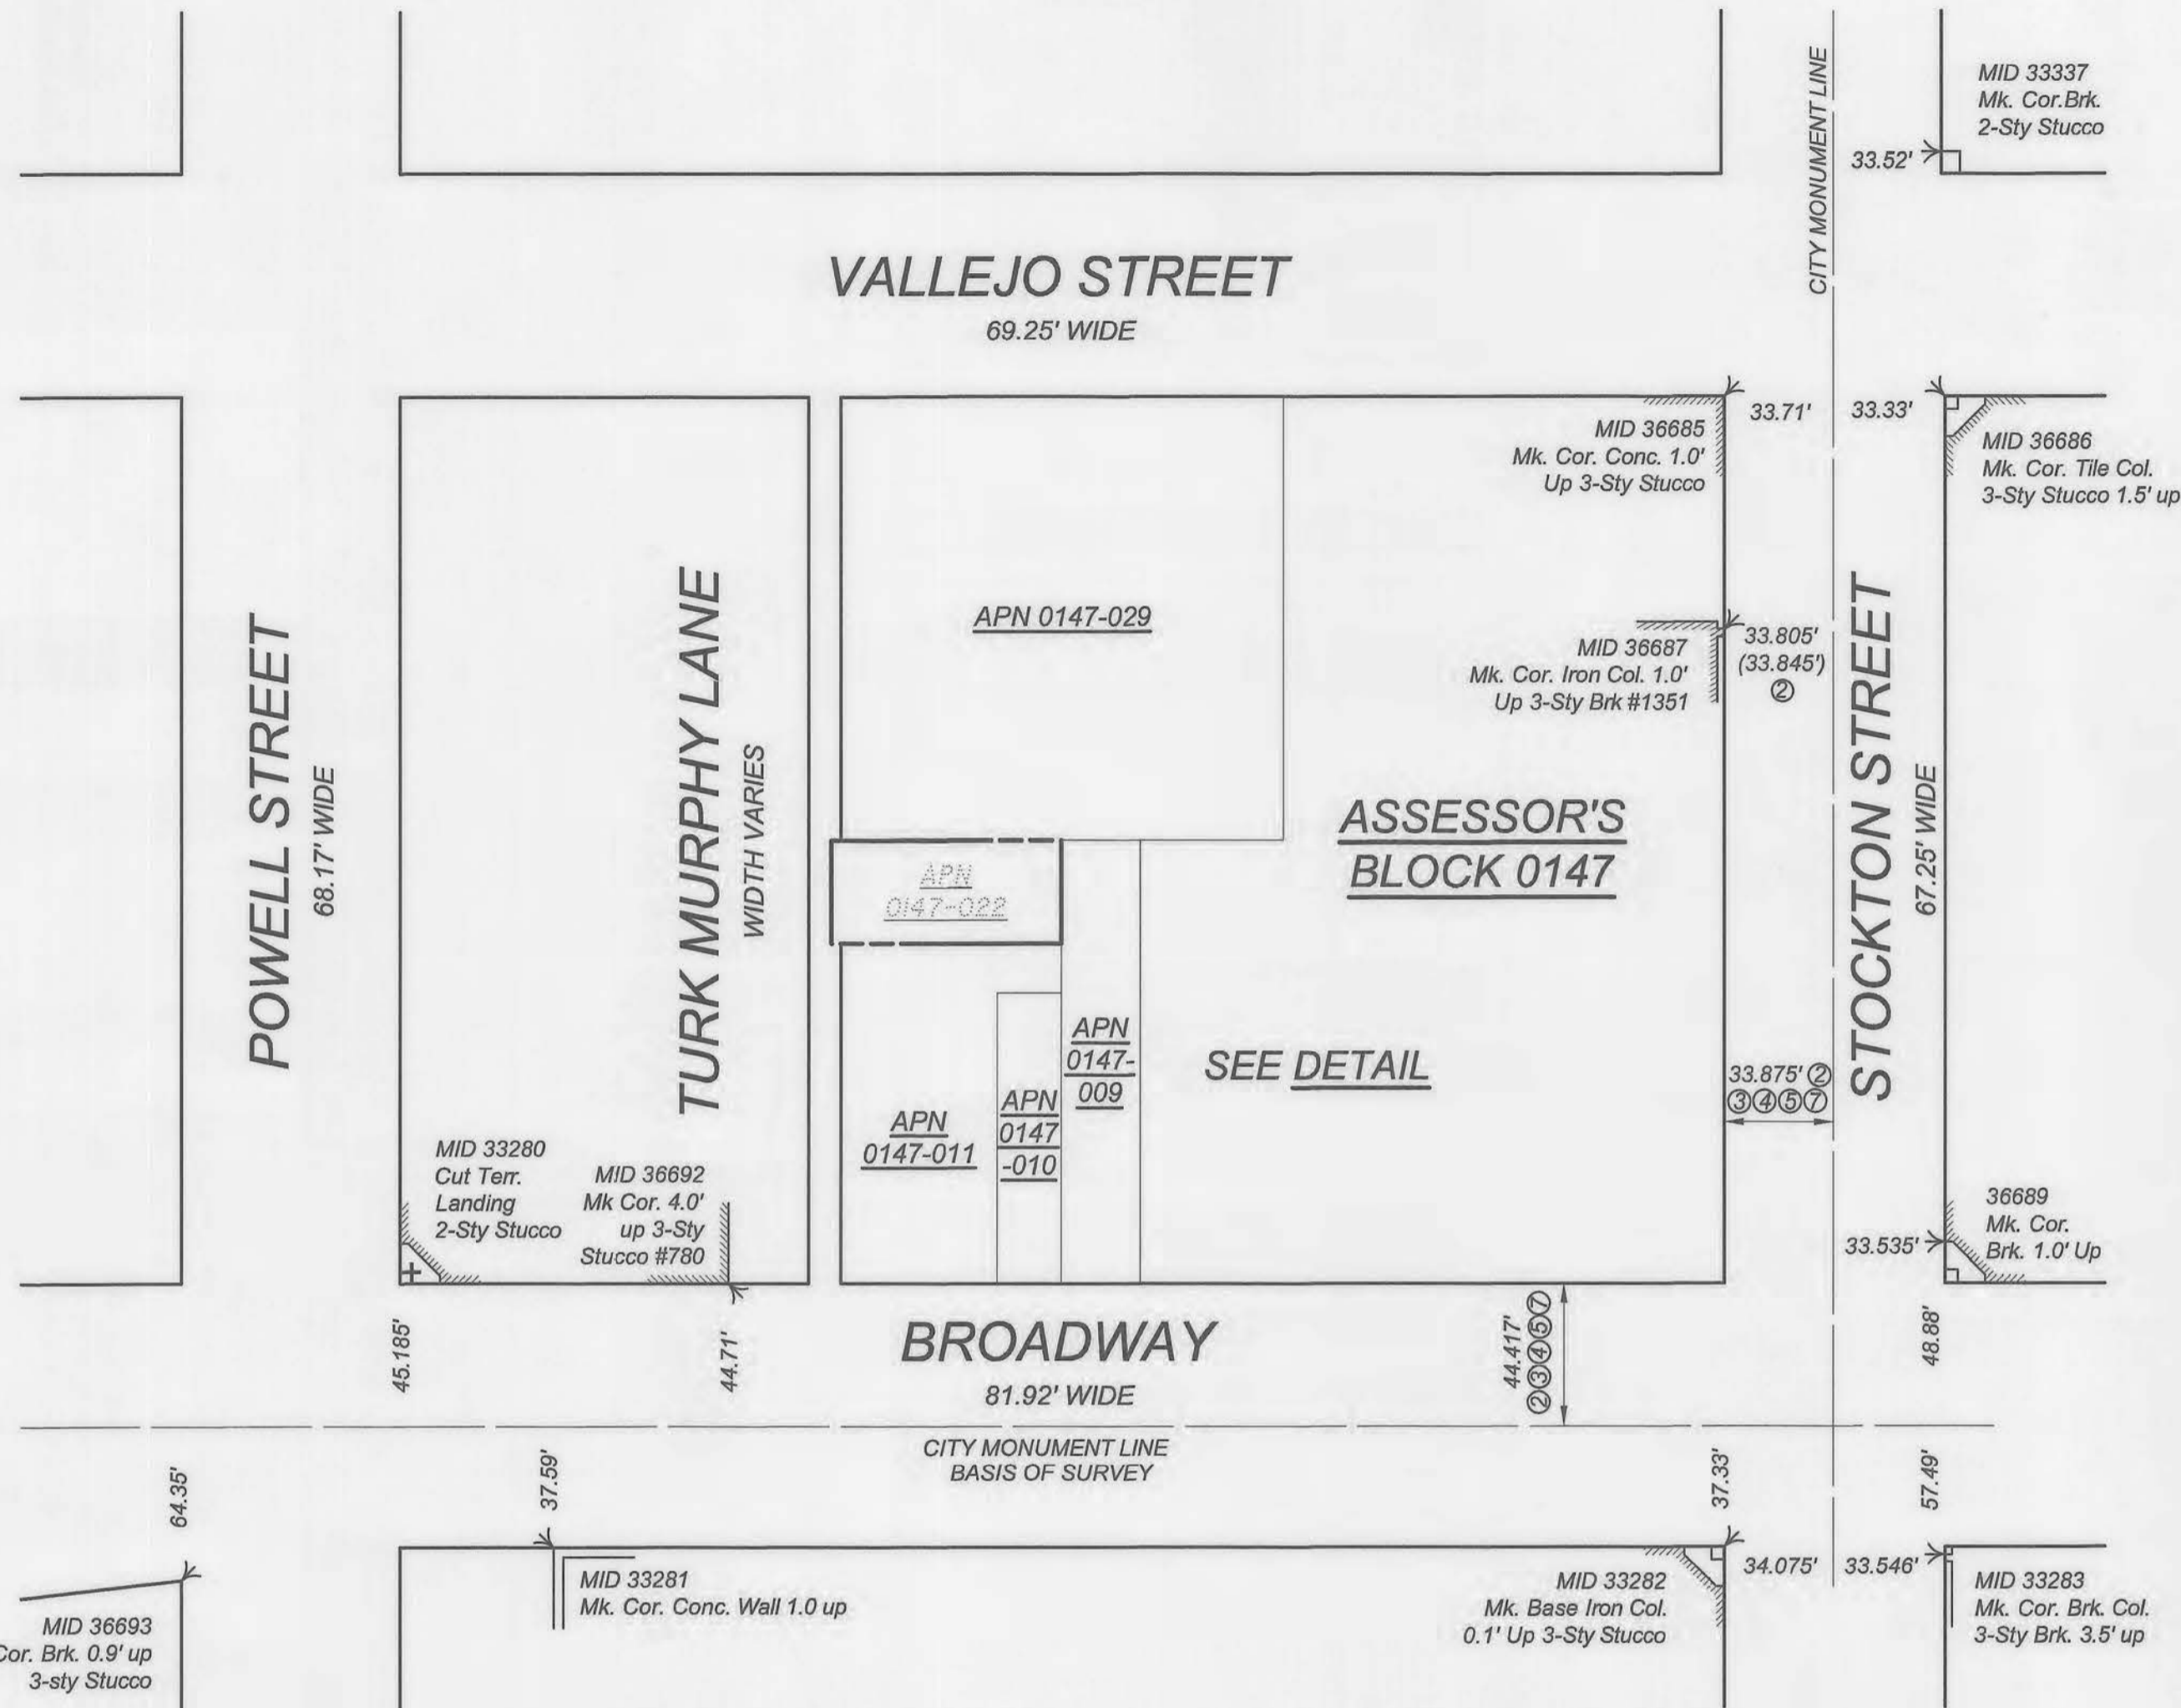 CITY MONUMENT LINE
MID 33337
Mk. Cor.Brk.
2-Sty Stucco
33.52'
VALLEJO STREET
69.25' WIDE
33.71'
33.33'
MID 36685
Mk. Cor. Conc. 1.0'
Up 3-Sty Stucco
MID 36686
Mk. Cor. Tile Col.
3-Sty Stucco 1.5' up
APN 0147-029
MID 36687
Mk. Cor. Iron Col. 1.0'
Up 3-Sty Brk #1351
33.805'
(33.845')
②
POWELL STREET
68.17' WIDE
TURK MURPHY LANE
WIDTH VARIES
ASSESSOR'S
BLOCK 0147
STOCKTON STREET
67.25' WIDE
APN
0147-022
APN
0147-
009
SEE DETAIL
APN
0147
-010
APN
0147-011
33.875' ②
③④⑤⑦
MID 33280
Cut Terr.
Landing
2-Sty Stucco
MID 36692
Mk Cor. 4.0'
up 3-Sty
Stucco #780
36689
Mk. Cor.
Brk. 1.0' Up
33.535'
45.185'
44.71'
BROADWAY
81.92' WIDE
44.417'
②③④⑤⑦
48.88'
CITY MONUMENT LINE
BASIS OF SURVEY
64.35'
37.59'
37.33'
57.49'
34.075'
33.546'
MID 33281
Mk. Cor. Conc. Wall 1.0 up
MID 33282
Mk. Base Iron Col.
0.1' Up 3-Sty Stucco
MID 33283
Mk. Cor. Brk. Col.
3-Sty Brk. 3.5' up
MID 36693
Cor. Brk. 0.9' up
3-sty Stucco